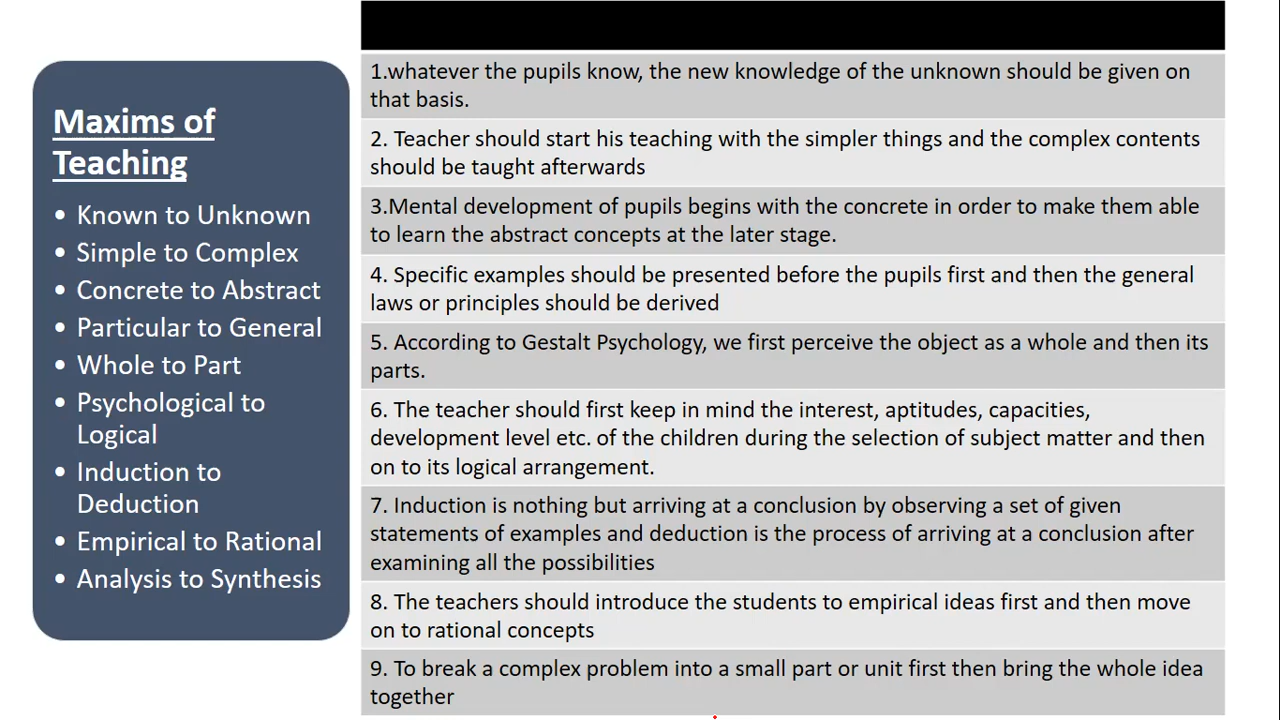 Maxims of
Teaching
• Known to Unknown
• Simple to Complex
• Concrete to Abstract
• Particular to General
• Whole to Part
• Psychological to
Logical
• Induction to
Deduction
• Empirical to Rational
• Analysis to Synthesis
1.whatever the pupils know, the new knowledge of the unknown should be given on
that basis.
2. Teacher should start his teaching with the simpler things and the complex contents
should be taught afterwards
3.Mental development of pupils begins with the concrete in order to make them able
to learn the abstract concepts at the later stage.
4. Specific examples should be presented before the pupils first and then the general
laws or principles should be derived
5. According to Gestalt Psychology, we first perceive the object as a whole and then its
parts.
6. The teacher should first keep in mind the interest, aptitudes, capacities,
development level etc. of the children during the selection of subject matter and then
on to its logical arrangement.
7. Induction is nothing but arriving at a conclusion by observing a set of given
statements of examples and deduction is the process of arriving at a conclusion after
examining all the possibilities
8. The teachers should introduce the students to empirical ideas first and then move
on to rational concepts
9. To break a complex problem into a small part or unit first then bring the whole idea
together